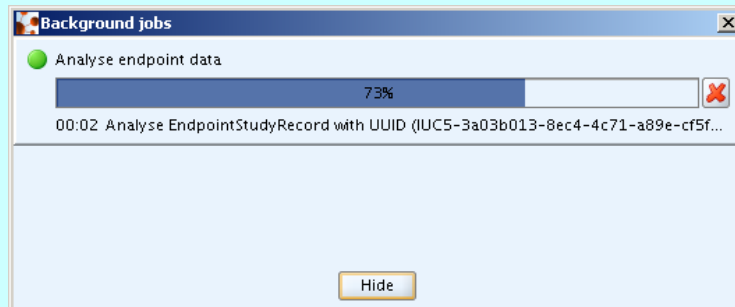 Background jobs
Analyse endpoint data
73%
00:02 Analyse EndpointStudyRecord with UUID (IUC5-3a03b013-8ec4-4c71-a89e-cf5f...
Hide